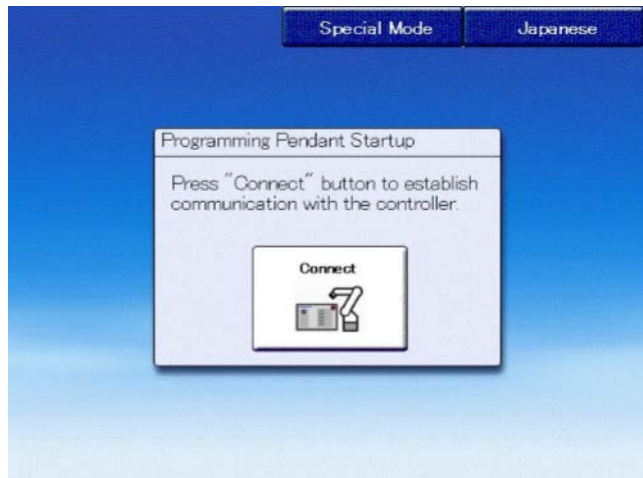 Special Mode
Japanese
Programming Pendant Startup
Press "Connect" button to establish
communication with the controller.
Connect